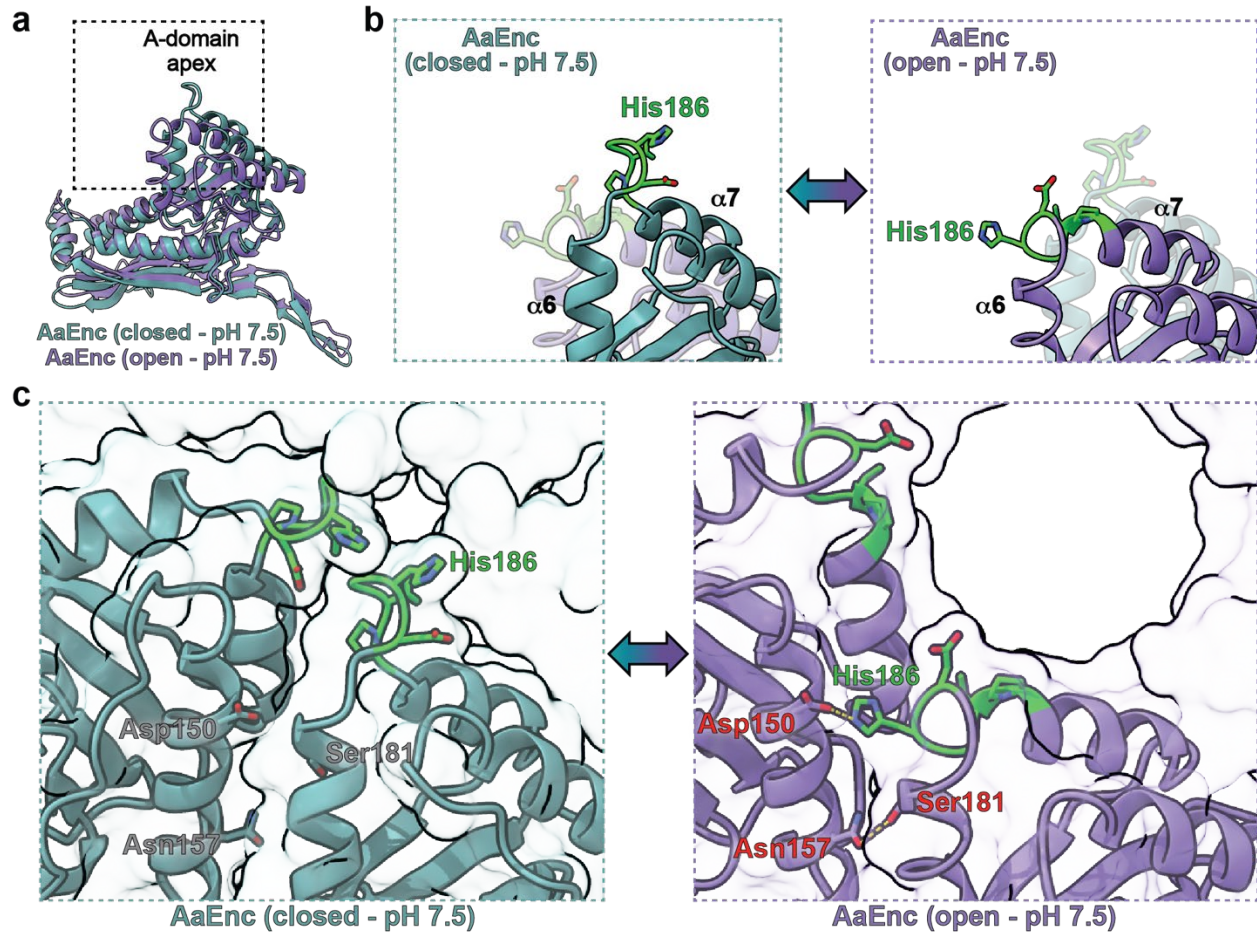 a
A-domain
apex
AaEnc (closed - pH 7.5)
AaEnc (open - pH 7.5)
b
AaEnc
(closed - pH 7.5)
His186
α7
α6
AaEnc
(open - pH 7.5)
α7
His186
α6
c
His186
Asp150
Ser181
Asn157
AaEnc (closed - pH 7.5)
His186
Asp150
Ser181
Asn157
AaEnc (open - pH 7.5)